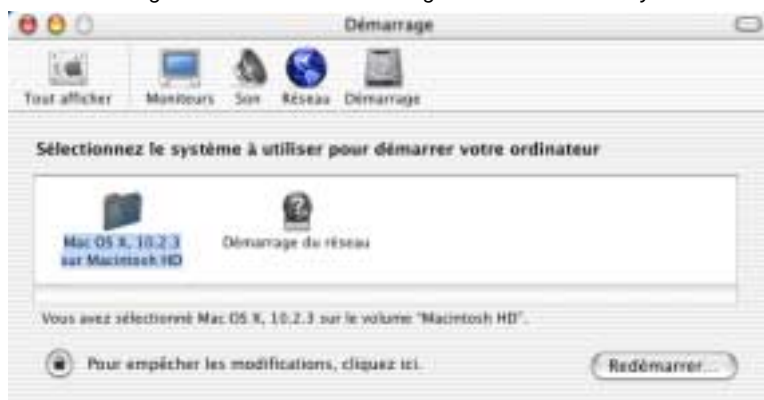 Démarrage
Tout afficher Moniteurs Son Réseau Démarrage
Sélectionnez le système à utiliser pour démarrer votre ordinateur
Mac OS X, 10.2.3 Démarrage du réseau
sur Macintosh HD
Vous avez sélectionné Mac OS X, 10.2.3 sur le volume "Macintosh HD".
Pour empêcher les modifications, cliquez ici. Redémarrer...